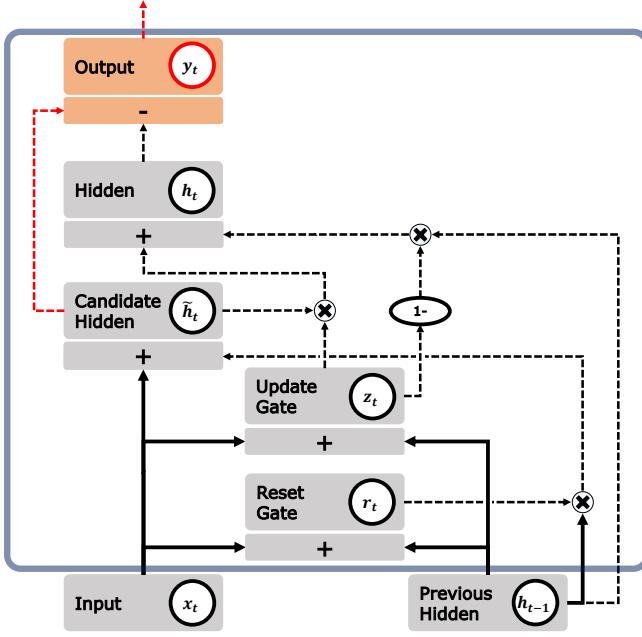 Output y_t
-
Hidden h_t
+
Candidate
Hidden h̃_t
+
1-
Update
Gate z_t
+
Reset
Gate r_t
+
Input x_t
Previous
Hidden h_{t-1}